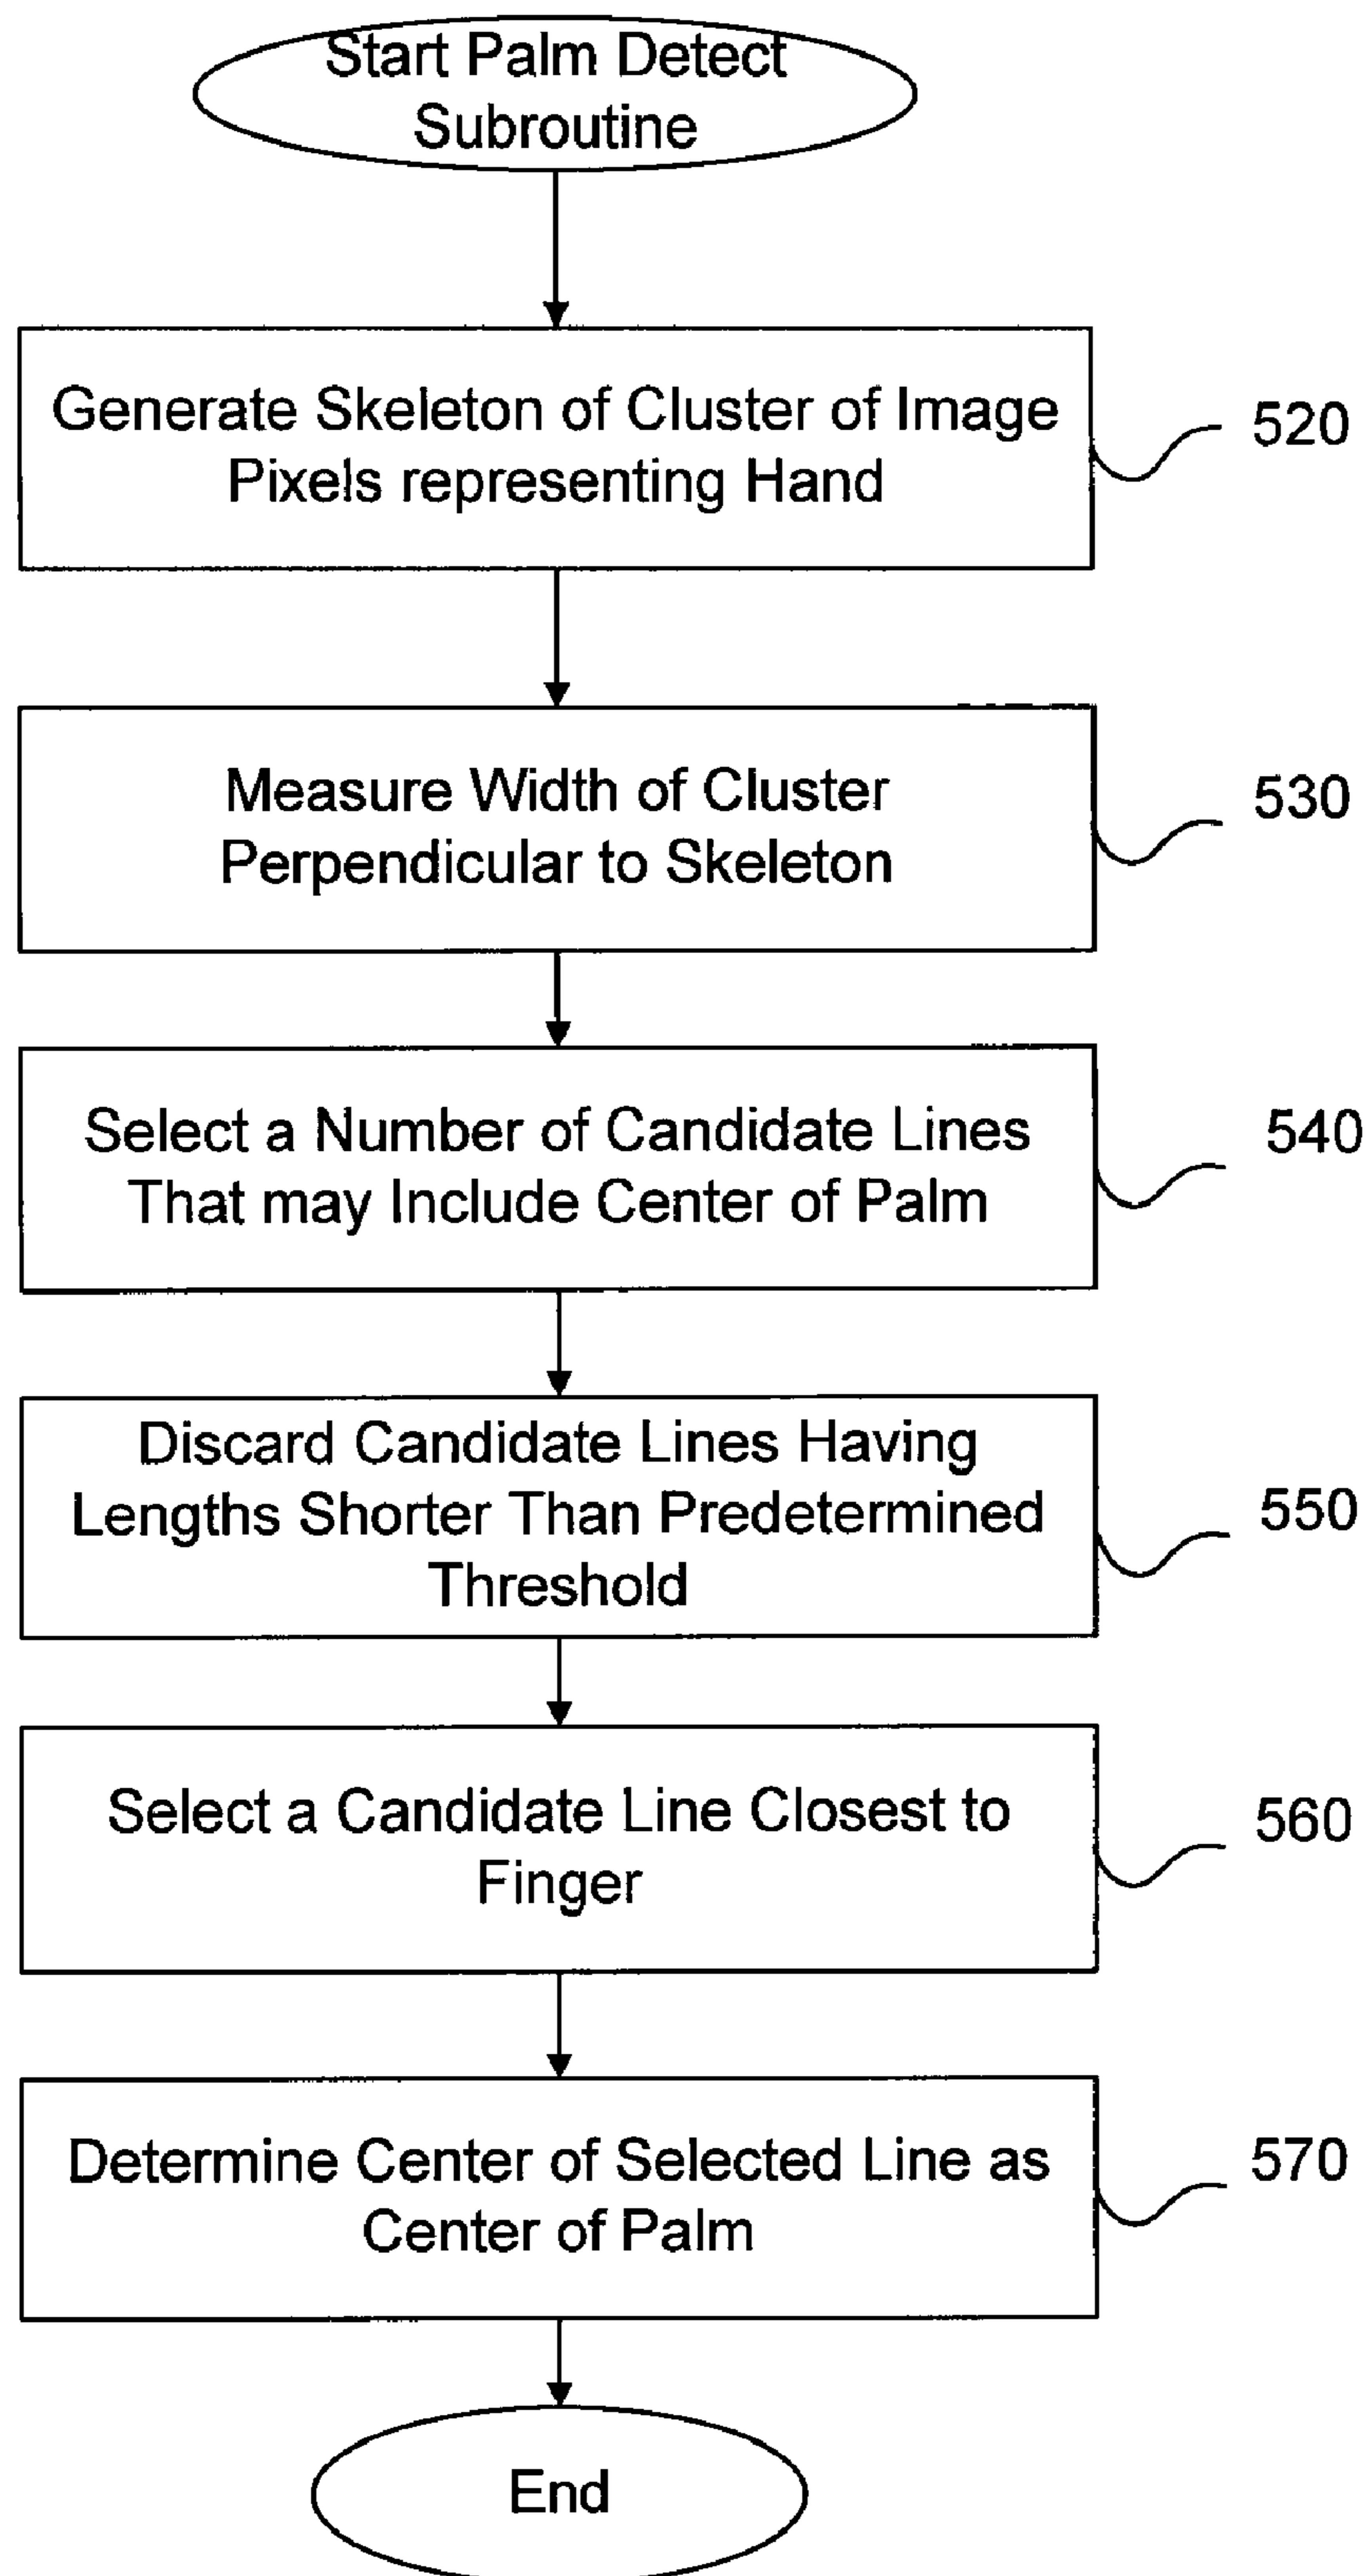 Start Palm Detect
Subroutine
Generate Skeleton of Cluster of Image
Pixels representing Hand
520
Measure Width of Cluster
Perpendicular to Skeleton
530
Select a Number of Candidate Lines
That may Include Center of Palm
540
Discard Candidate Lines Having
Lengths Shorter Than Predetermined
Threshold
550
Select a Candidate Line Closest to
Finger
560
Determine Center of Selected Line as
Center of Palm
570
End